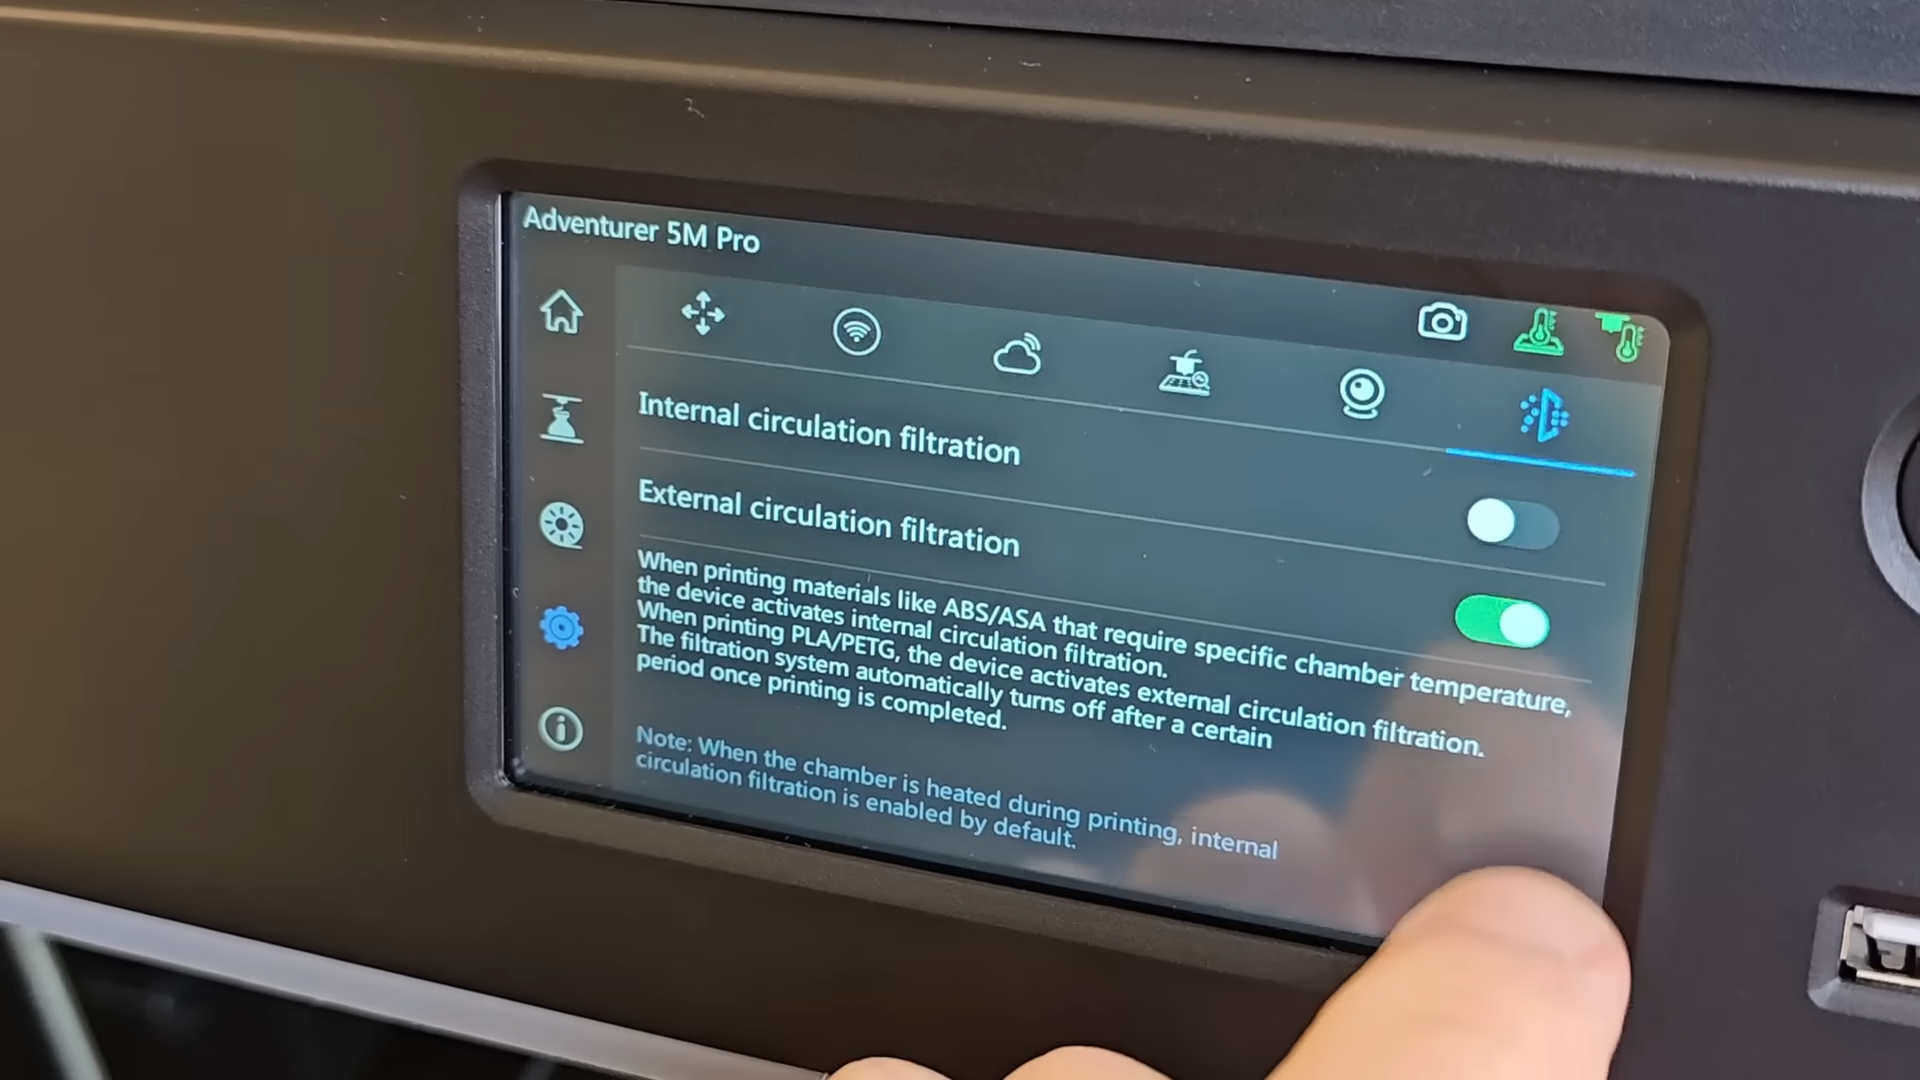 Adventurer 5M Pro
Internal circulation filtration
External circulation filtration
When printing materials like ABS/ASA that require specific chamber temperature,
the device activates internal circulation filtration.
When printing PLA/PETG, the device activates external circulation filtration.
The filtration system automatically turns off after a certain
period once printing is completed.
Note: When the chamber is heated during printing, internal
circulation filtration is enabled by default.